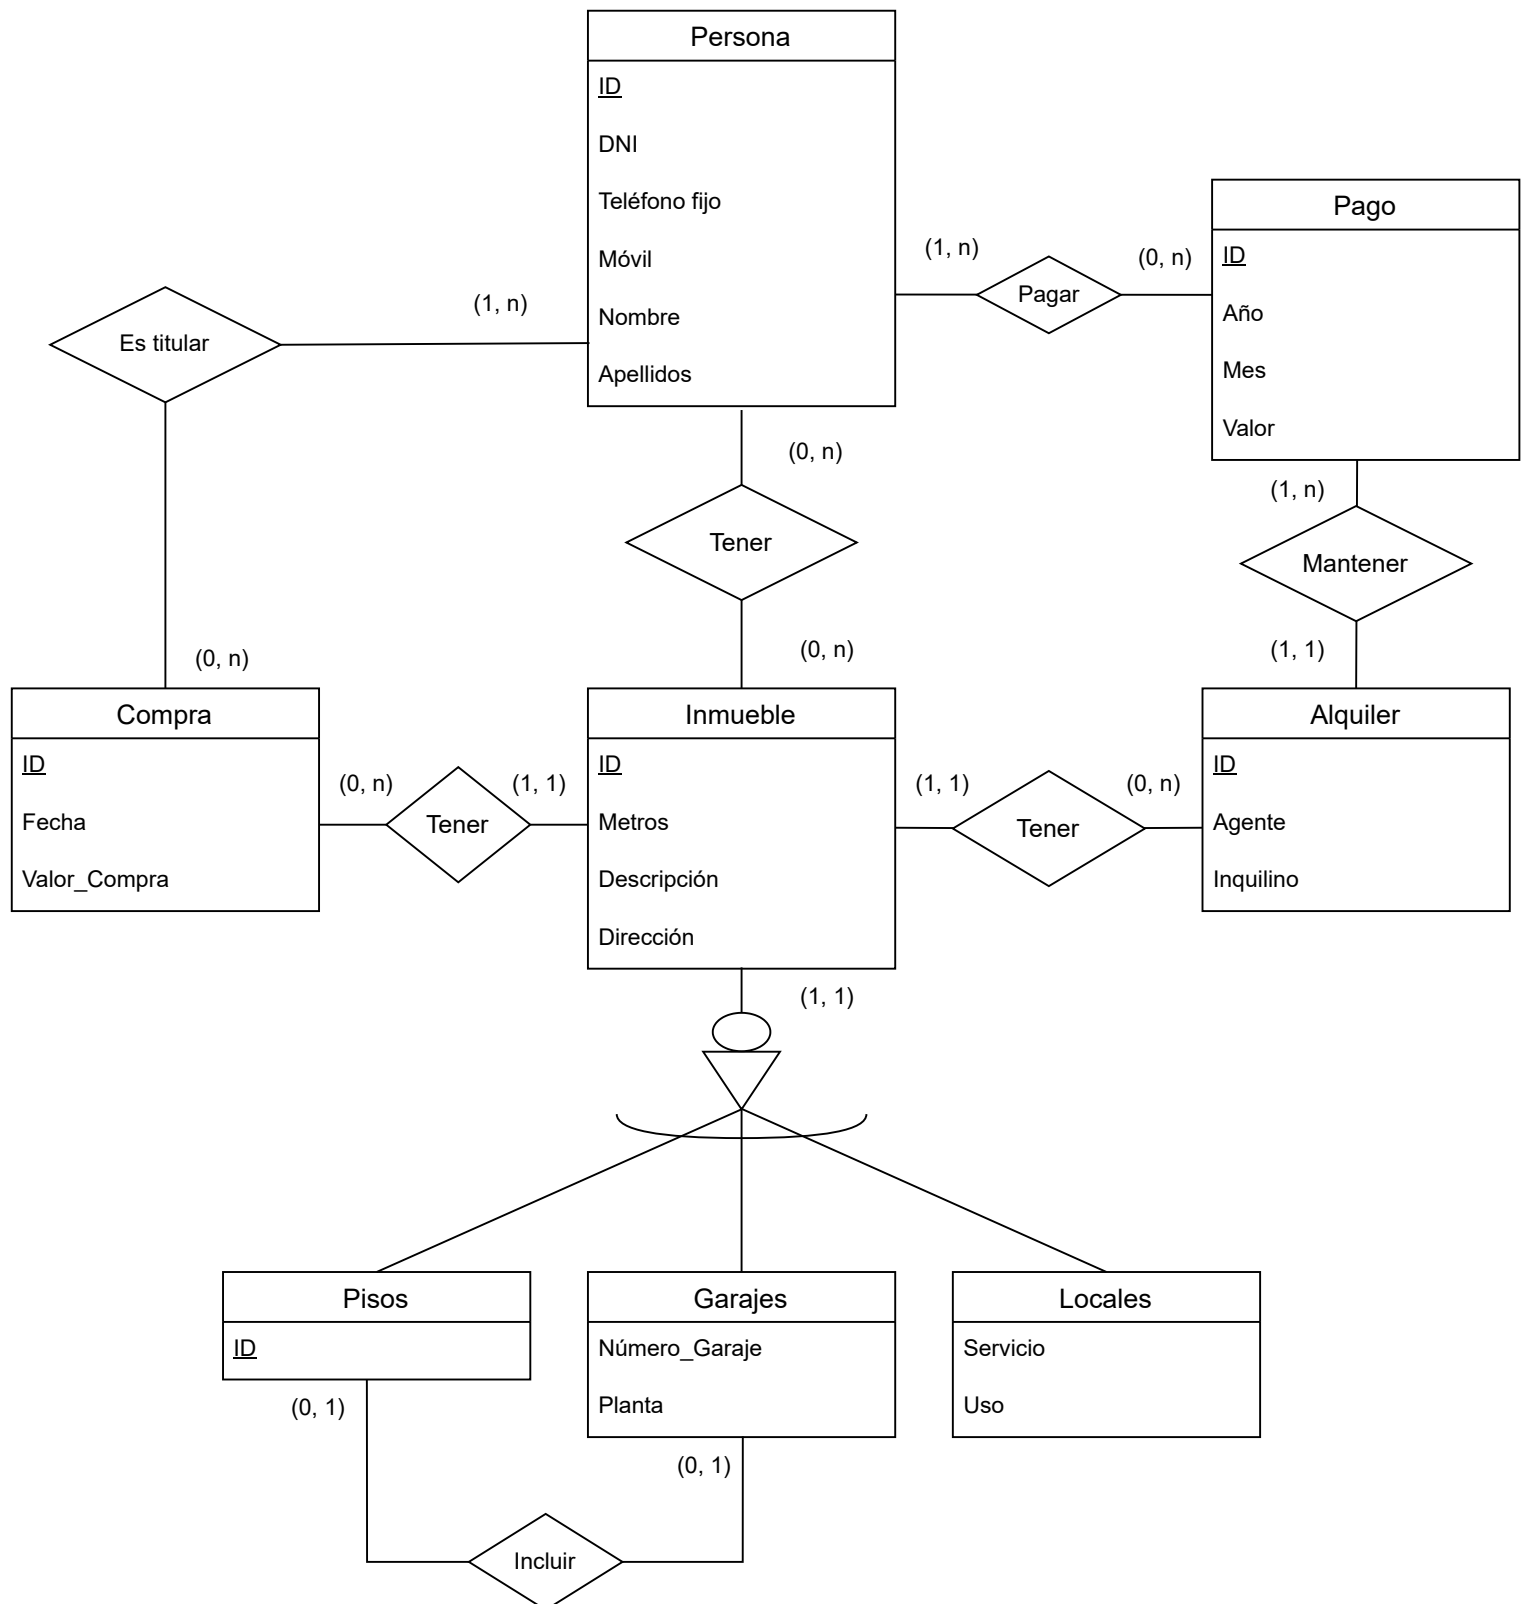 Persona
ID
DNI
Teléfono fijo
Móvil
Nombre
Apellidos
Pago
ID
Año
Mes
Valor
(1, n)
Pagar
(0, n)
Es titular
(1, n)
(0, n)
(0, n)
Tener
(0, n)
(1, n)
Mantener
(1, 1)
Compra
ID
Fecha
Valor_Compra
(0, n)
Tener
(1, 1)
Inmueble
ID
Metros
Descripción
Dirección
(1, 1)
Tener
(0, n)
Alquiler
ID
Agente
Inquilino
(1, 1)
Pisos
ID
Garajes
Número_Garaje
Planta
Locales
Servicio
Uso
(0, 1)
(0, 1)
Incluir